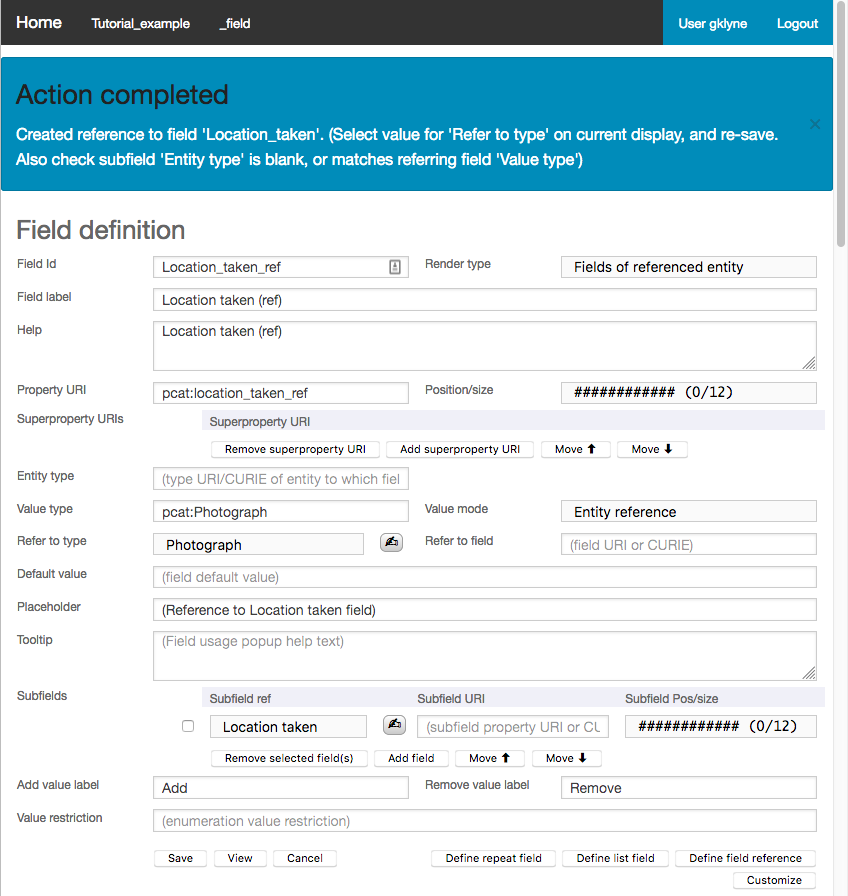 Home Tutorial_example _field User gklyne Logout
Action completed
Created reference to field 'Location_taken'. (Select value for 'Refer to type' on current display, and re-save.
Also check subfield 'Entity type' is blank, or matches referring field 'Value type')
×
Field definition
Field Id Location_taken_ref Render type Fields of referenced entity
Field label Location taken (ref)
Help Location taken (ref)
Property URI pcat:location_taken_ref Position/size ############ (0/12)
Superproperty URIs Superproperty URI
Remove superproperty URI Add superproperty URI Move ⬆ Move ⬇
Entity type (type URI/CURIE of entity to which fiel
Value type pcat:Photograph Value mode Entity reference
Refer to type Photograph ✍ Refer to field (field URI or CURIE)
Default value (field default value)
Placeholder (Reference to Location taken field)
Tooltip (Field usage popup help text)
Subfields Subfield ref Subfield URI Subfield Pos/size
Location taken ✍ (subfield property URI or CU ############ (0/12)
Remove selected field(s) Add field Move ⬆ Move ⬇
Add value label Add Remove value label Remove
Value restriction (enumeration value restriction)
Save View Cancel Define repeat field Define list field Define field reference
Customize